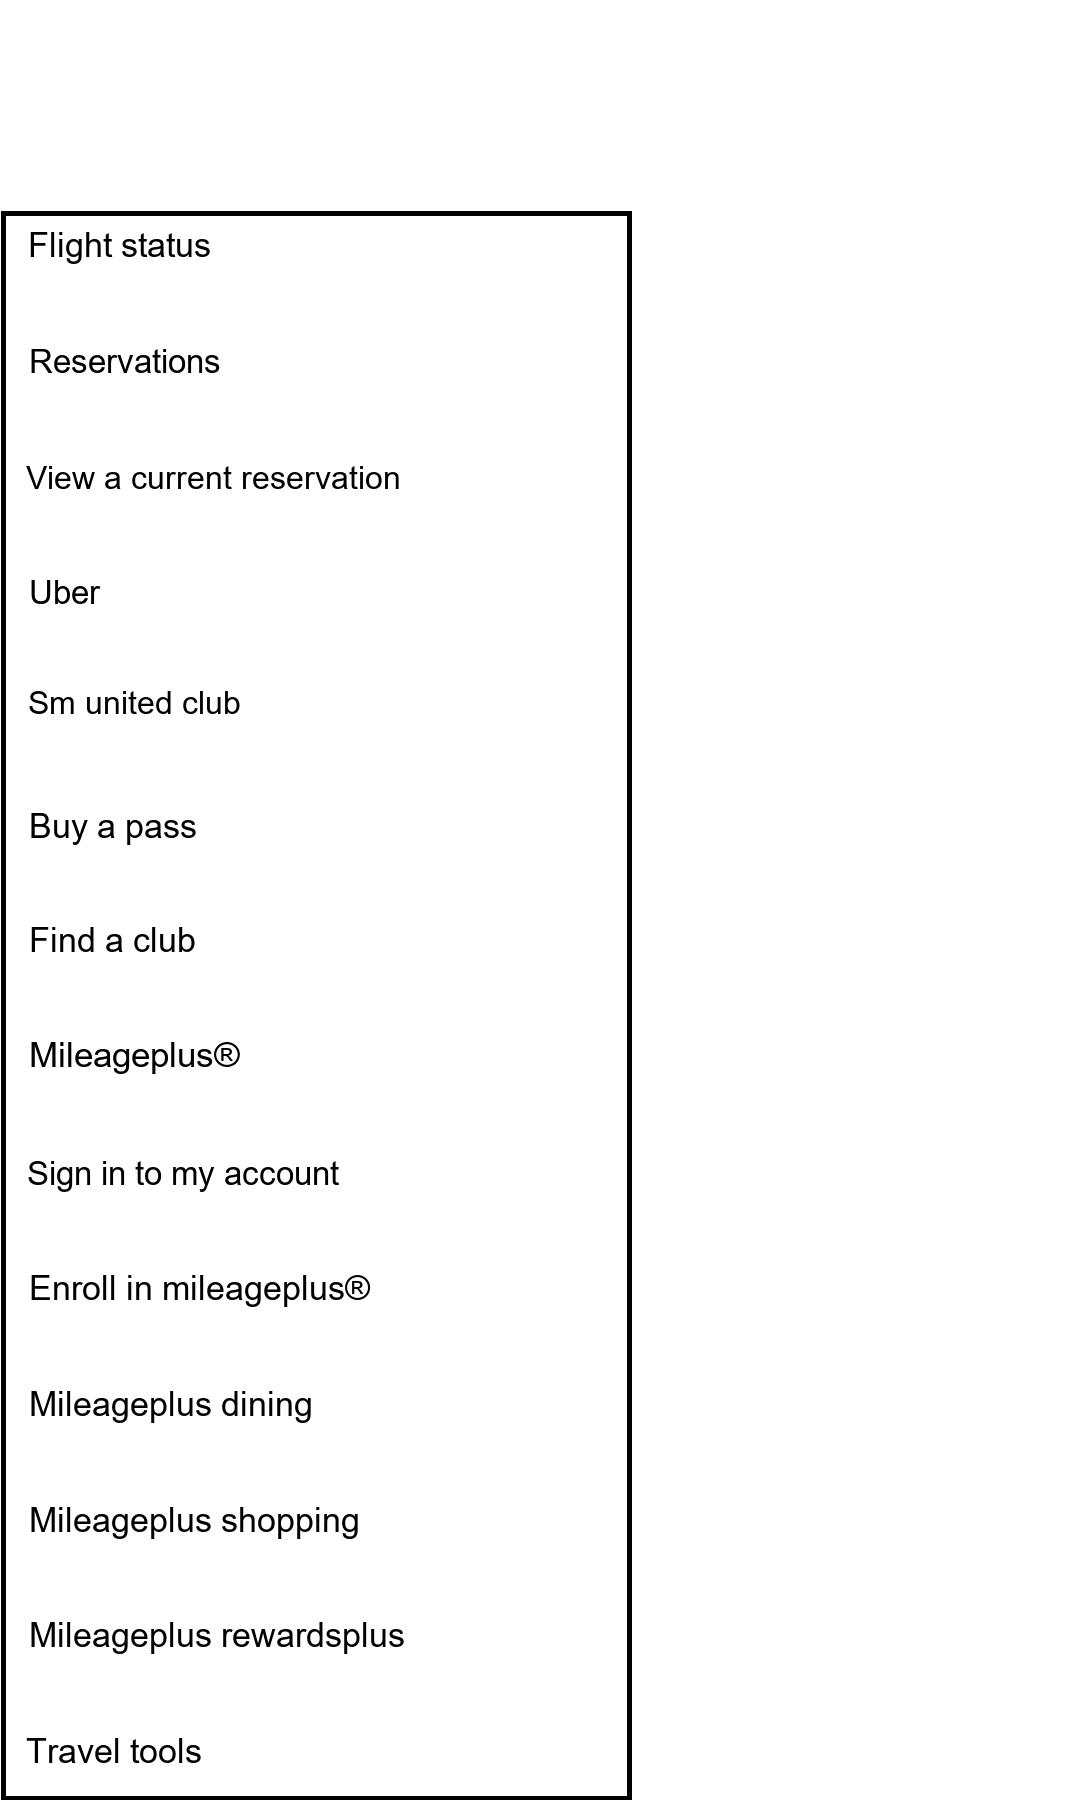 Flight status
Reservations
View a current reservation
Uber
Sm united club
Buy a pass
Find a club
Mileageplus®
Sign in to my account
Enroll in mileageplus®
Mileageplus dining
Mileageplus shopping
Mileageplus rewardsplus
Travel tools